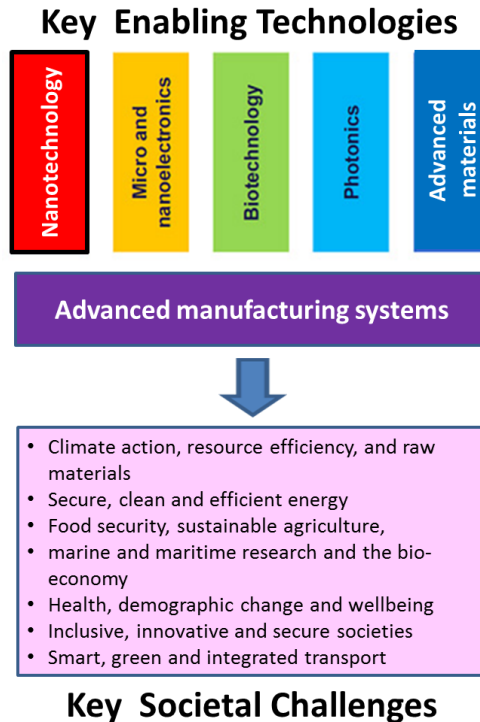 Key Enabling Technologies
Nanotechnology
Micro and
nanoelectronics
Biotechnology
Photonics
Advanced
materials
Advanced manufacturing systems
• Climate action, resource efficiency, and raw
materials
• Secure, clean and efficient energy
• Food security, sustainable agriculture,
• marine and maritime research and the bio-
economy
• Health, demographic change and wellbeing
• Inclusive, innovative and secure societies
• Smart, green and integrated transport
Key Societal Challenges